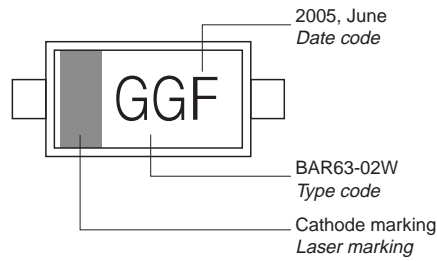 2005, June
Date code
GGF
BAR63-02W
Type code
Cathode marking
Laser marking